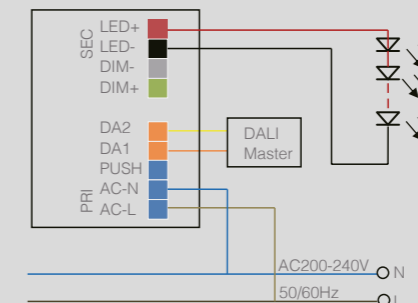 SEC
LED+
LED-
DIM-
DIM+
DA2
DA1
PUSH
PRI
AC-N
AC-L
DALI
Master
AC200-240V
N
50/60Hz